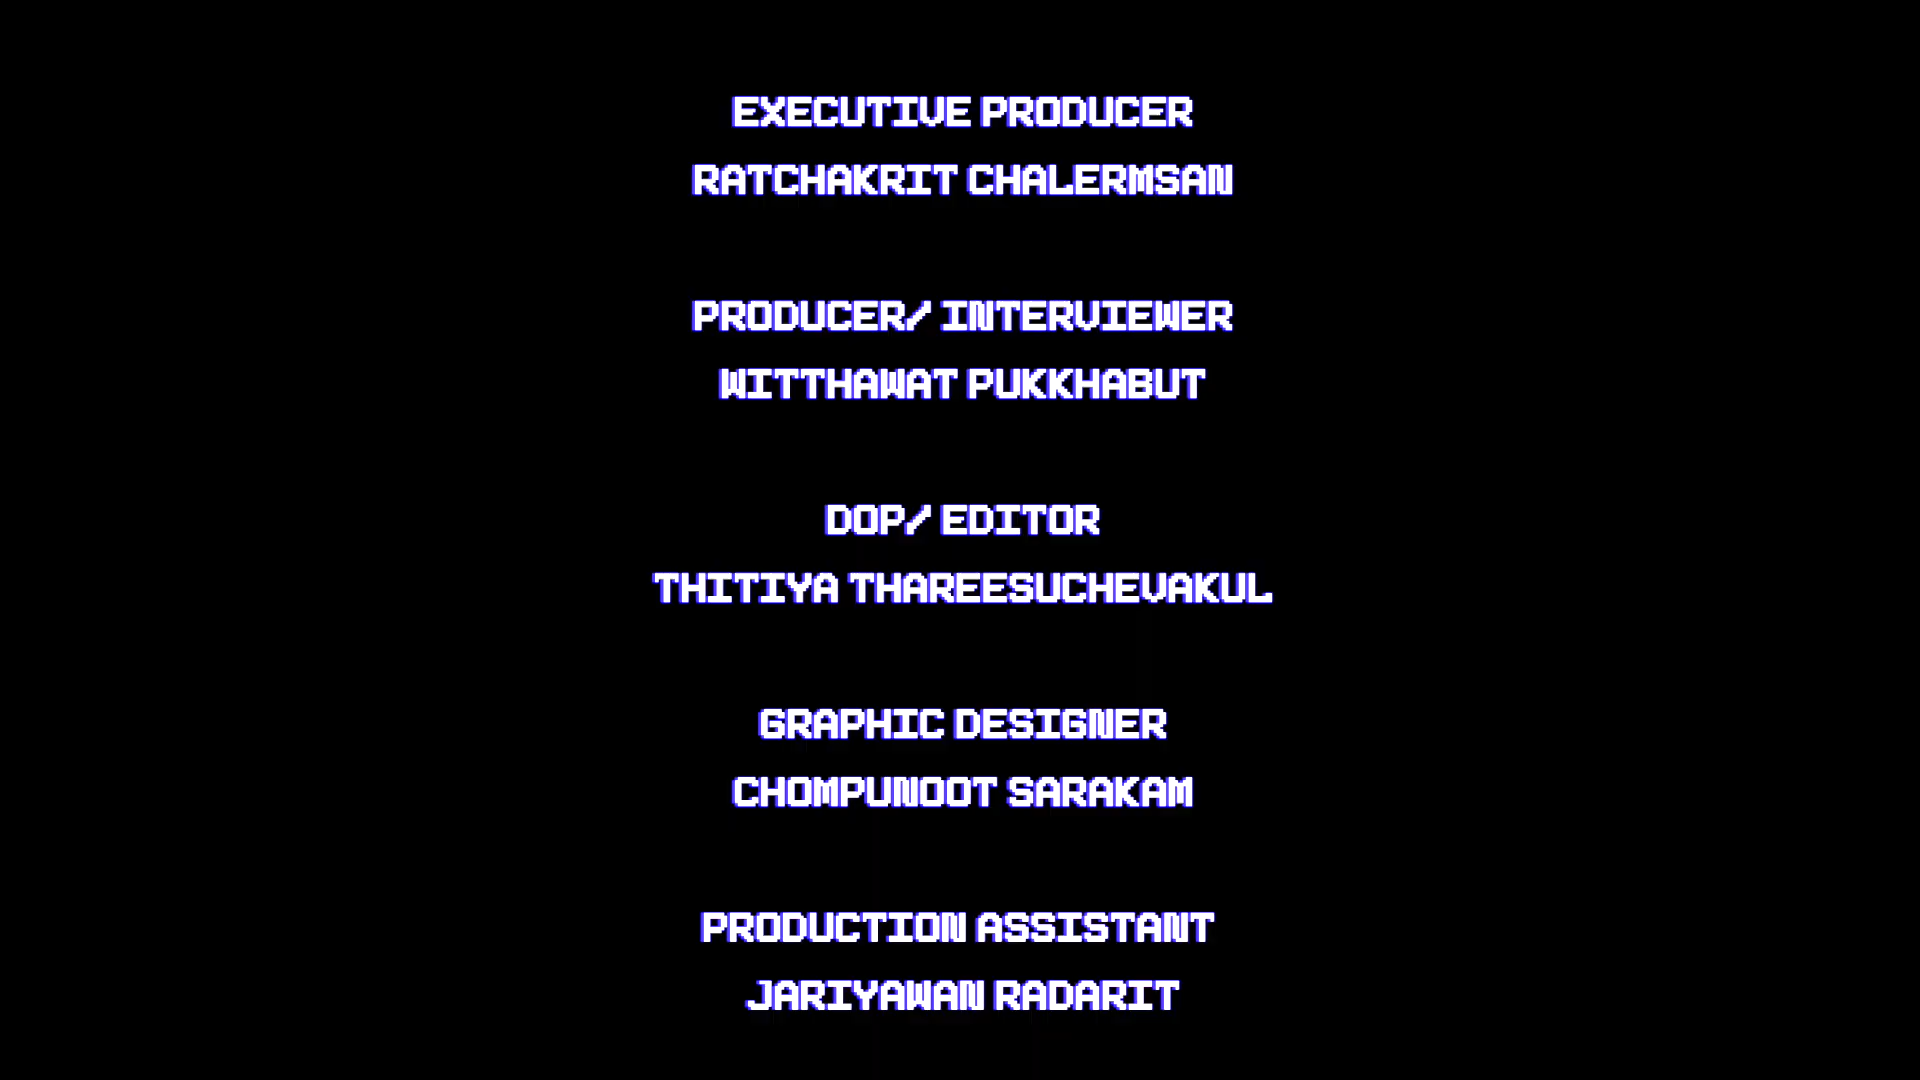 EXECUTIVE PRODUCER
RATCHAKRIT CHALERMSAN
PRODUCER/ INTERVIEWER
WITTHAWAT PUKKHABUT
DOP/ EDITOR
THITIYA THAREESUCHEVAKUL
GRAPHIC DESIGNER
CHOMPUNOOT SARAKAM
PRODUCTION ASSISTANT
JARIYAWAN RADARIT